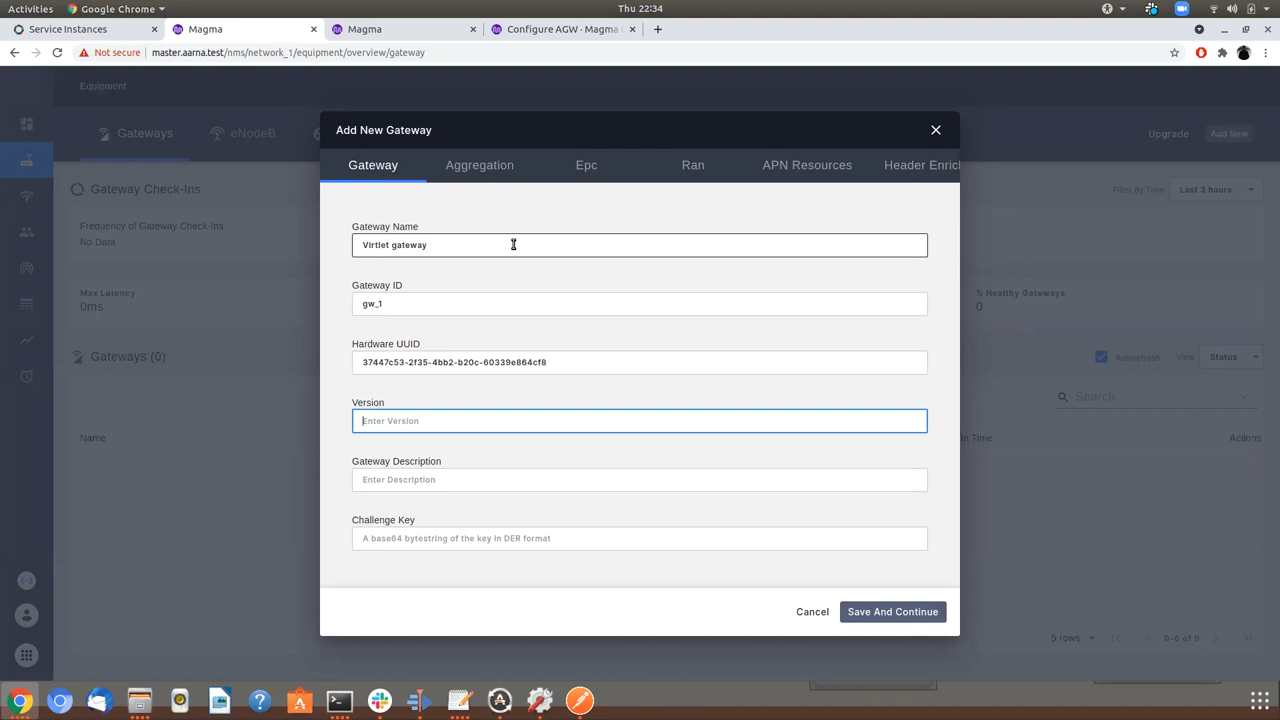 Activities Google Chrome Thu 22:34
Service Instances Magma Magma Configure AGW · Magma
Not secure master.aarna.test/nms/network_1/equipment/overview/gateway
Equipment
Gateways eNodeB Upgrade Add New
Gateway Check-Ins Filter By Time Last 3 hours
Frequency of Gateway Check-Ins
No Data
Max Latency % Healthy Gateways
0ms 0
Gateways (0) Autorefresh View Status
Search
Name In Time Actions
5 rows 0-0 of 0
Add New Gateway
Gateway Aggregation Epc Ran APN Resources Header Enric
Gateway Name
Virtlet gateway
Gateway ID
gw_1
Hardware UUID
37447c53-2f35-4bb2-b20c-60339e864cf8
Version
Enter Version
Gateway Description
Enter Description
Challenge Key
A base64 bytestring of the key in DER format
Cancel Save And Continue